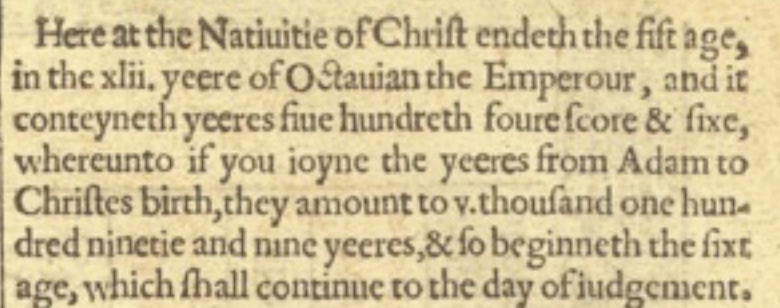 Here at the Natiuitie of Chriſt endeth the fift age,
in the xlii. yeere of Octauian the Emperour, and it
conteyneth yeeres fiue hundreth foure ſcore & ſixe,
whereunto if you ioyne the yeeres from Adam to
Chriſtes birth, they amount to v. thouſand one hun-
dred ninetie and nine yeeres, & ſo beginneth the ſixt
age, which ſhall continue to the day of iudgement.